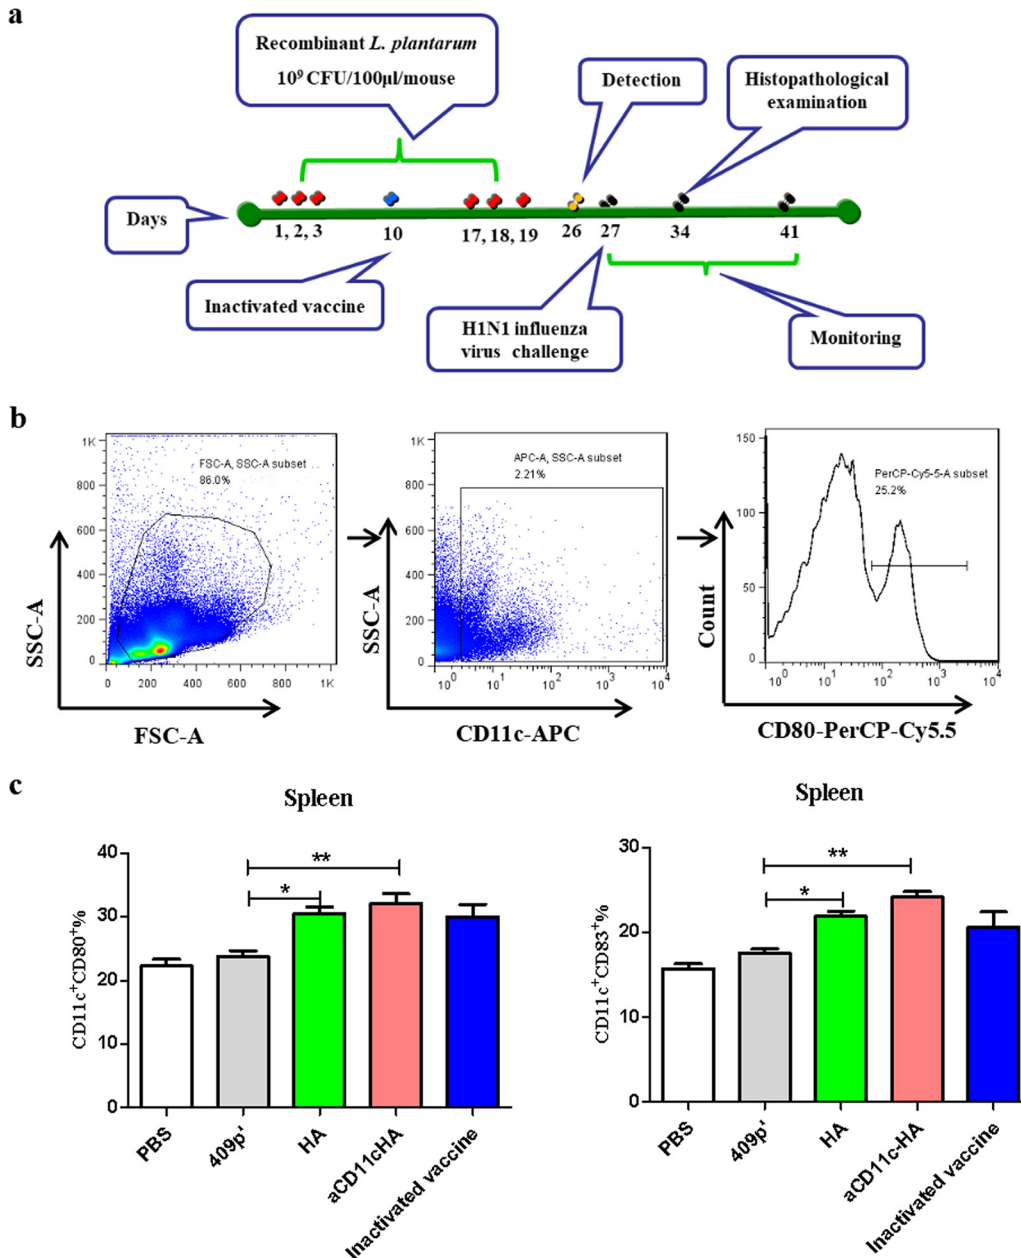 a
Recombinant L. plantarum
10⁹ CFU/100μl/mouse
Detection
Histopathological
examination
Days
1, 2, 3
10
17, 18, 19
26
27
34
41
Inactivated vaccine
H1N1 influenza
virus challenge
Monitoring
b
1K
800
600
400
200
0
FSC-A, SSC-A subset
86.0%
0 200 400 600 800 1K
SSC-A
FSC-A
1K
800
600
400
200
0
APC-A, SSC-A subset
2.21%
10⁰ 10¹ 10² 10³ 10⁴
SSC-A
CD11c-APC
150
100
50
0
PerCP-Cy5-5-A subset
25.2%
10⁰ 10¹ 10² 10³ 10⁴
Count
CD80-PerCP-Cy5.5
c
Spleen
40
30
20
10
0
CD11c⁺CD80⁺%
**
*
PBS
409p'
HA
aCD11cHA
Inactivated vaccine
Spleen
30
20
10
0
CD11c⁺CD83⁺%
**
*
PBS
409p'
HA
aCD11c-HA
Inactivated vaccine